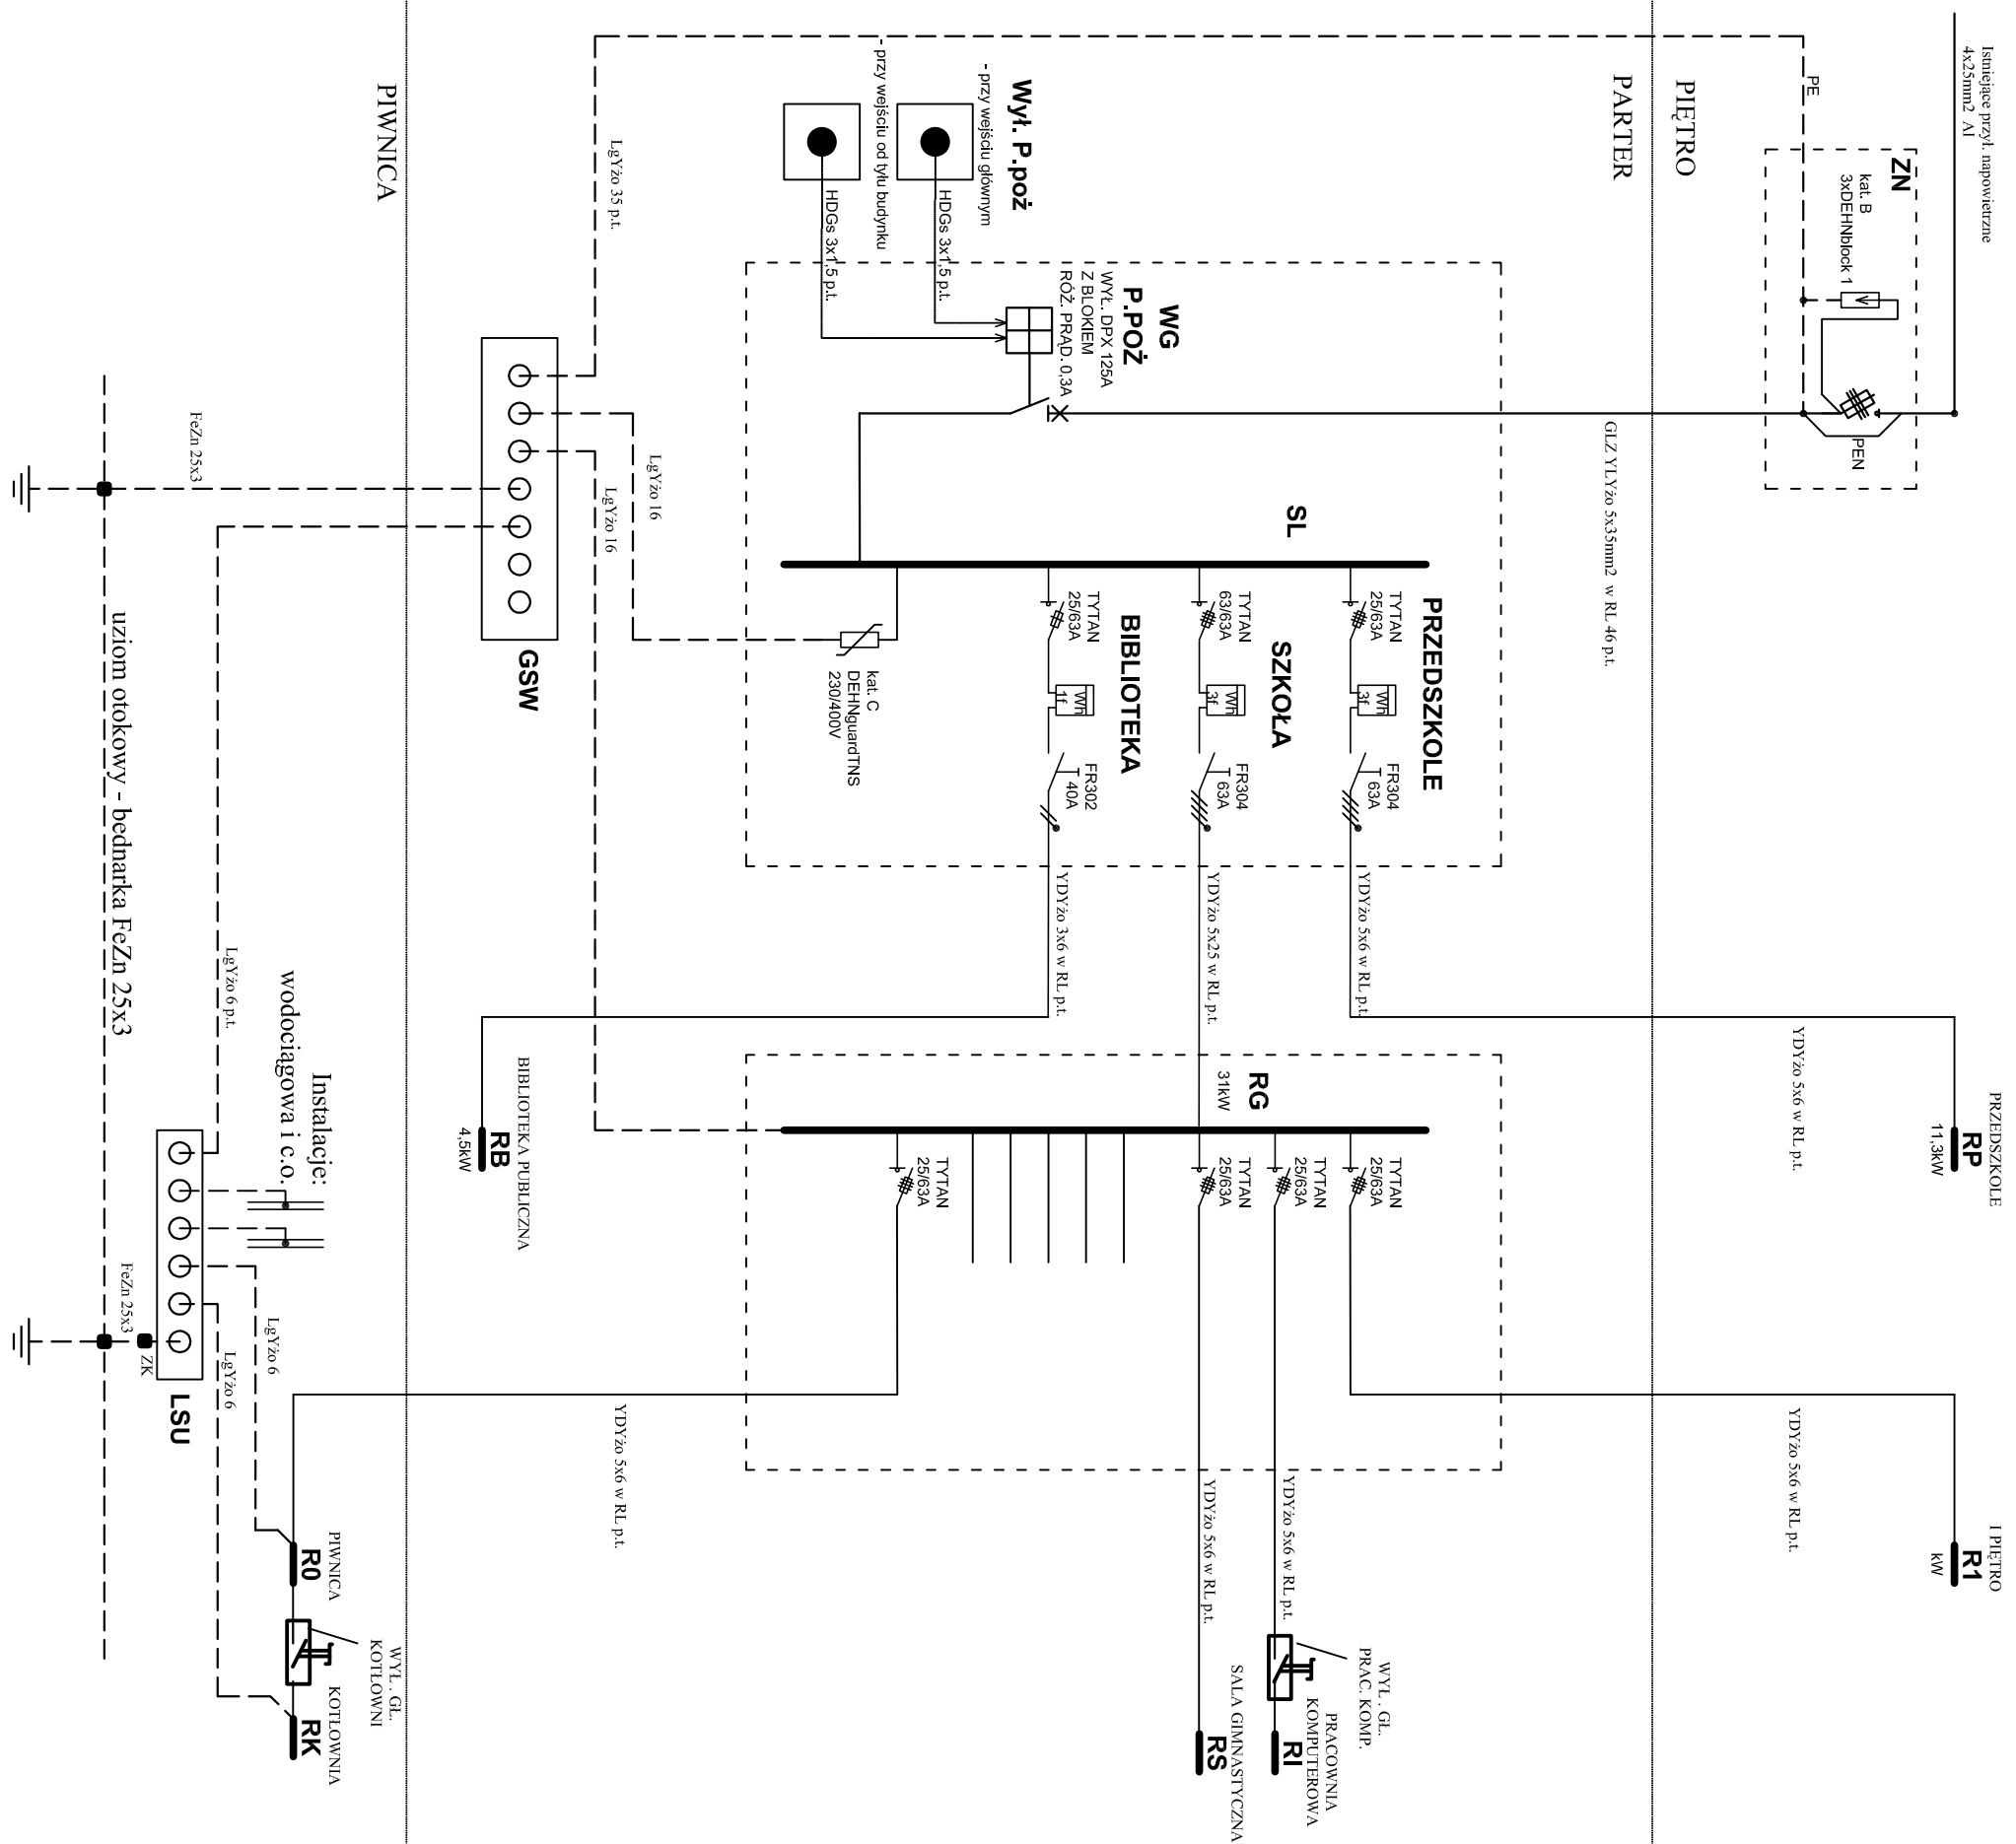 Istniejące przył. napowietrzne
4x25mm2 Al
PE
ZN
kat. B
3xDEHNblock 1
PEN
PIĘTRO
PARTER
GLZ YLYżo 5x35mm2 w RL 46 p.t.
Wył. P.poż
- przy wejściu głównym
- przy wejściu od tyłu budynku
HDGs 3x1,5 p.t.
HDGs 3x1,5 p.t.
WG
P.POŻ
WYŁ. DPX 125A
Z BLOKIEM
RÓŻ. PRĄD. 0,3A
SL
PRZEDSZKOLE
TYTAN
25/63A
Wh
3f
FR304
63A
SZKOŁA
TYTAN
63/63A
Wh
3f
FR304
63A
BIBLIOTEKA
TYTAN
25/63A
Wh
1f
FR302
40A
kat. C
DEHNguardTNS
230/400V
YDYżo 5x6 w RL p.t.
YDYżo 5x25 w RL p.t.
YDYżo 3x6 w RL p.t.
YDYżo 5x6 w RL p.t.
PRZEDSZKOLE
RP
11,3kW
RG
31kW
TYTAN
25/63A
TYTAN
25/63A
TYTAN
25/63A
TYTAN
25/63A
YDYżo 5x6 w RL p.t.
I PIĘTRO
R1
kW
YDYżo 5x6 w RL p.t.
YDYżo 5x6 w RL p.t.
WYŁ . GŁ.
PRAC. KOMP.
PRACOWNIA
KOMPUTEROWA
RI
SALA GIMNASTYCZNA
RS
YDYżo 5x6 w RL p.t.
PIWNICA
LgYżo 35 p.t.
LgYżo 16
LgYżo 16
GSW
FeZn 25x3
uziom otokowy - bednarka FeZn 25x3
LgYżo 6 p.t.
Instalacje:
wodociągowa i c.o.
BIBLIOTEKA PUBLICZNA
RB
4,5kW
FeZn 25x3
ZK
LSU
LgYżo 6
LgYżo 6
PIWNICA
R0
WYŁ . GŁ.
KOTŁOWNI
KOTŁOWNIA
RK